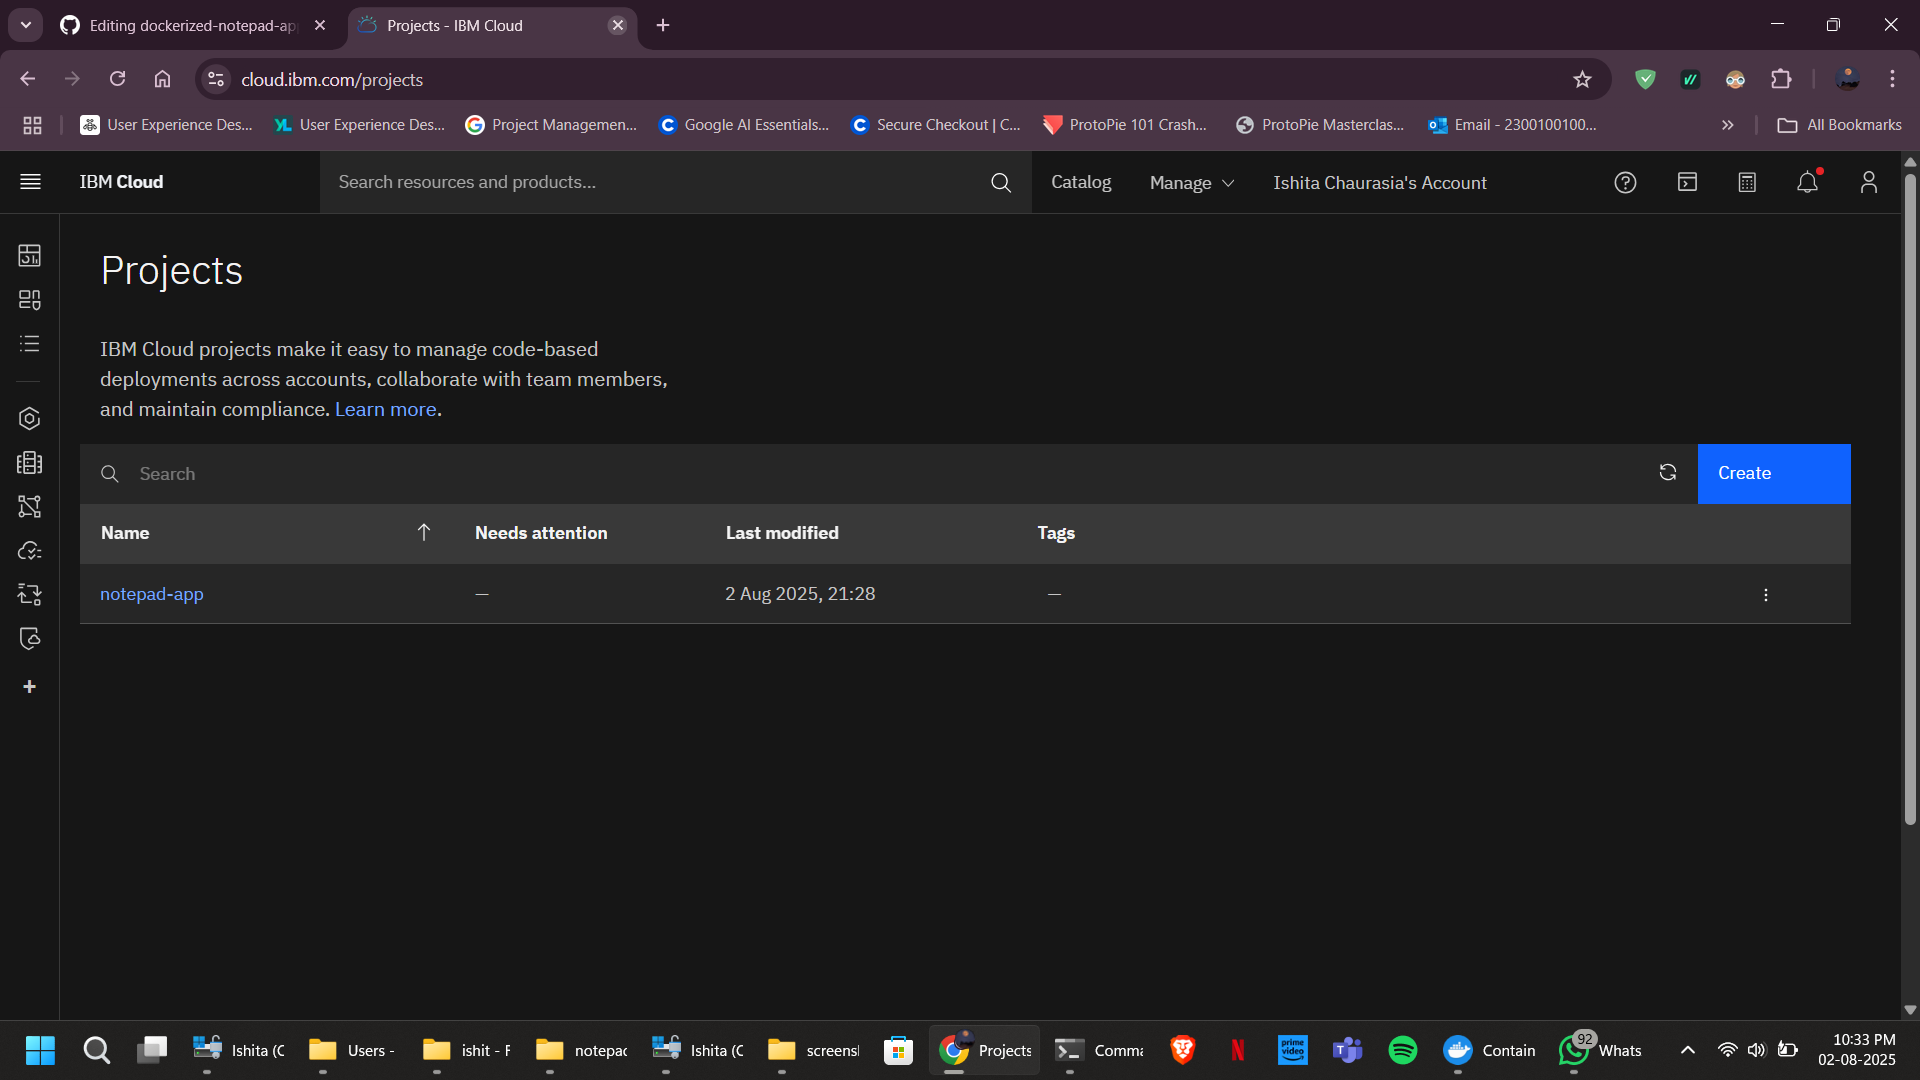 Editing dockerized-notepad-ap
Projects - IBM Cloud
cloud.ibm.com/projects
User Experience Des...
User Experience Des...
Project Managemen...
Google AI Essentials...
Secure Checkout | C...
ProtoPie 101 Crash...
ProtoPie Masterclas...
Email - 2300100100...
All Bookmarks
IBM Cloud
Search resources and products...
Catalog
Manage
Ishita Chaurasia's Account
Projects
IBM Cloud projects make it easy to manage code-based
deployments across accounts, collaborate with team members,
and maintain compliance. Learn more.
Search
Create
Name
Needs attention
Last modified
Tags
notepad-app
–
2 Aug 2025, 21:28
–
Ishita (C
Users -
ishit - F
notepad
Ishita (C
screensh
Projects
Comma
prime video
Contain
92
Whats
10:33 PM
02-08-2025